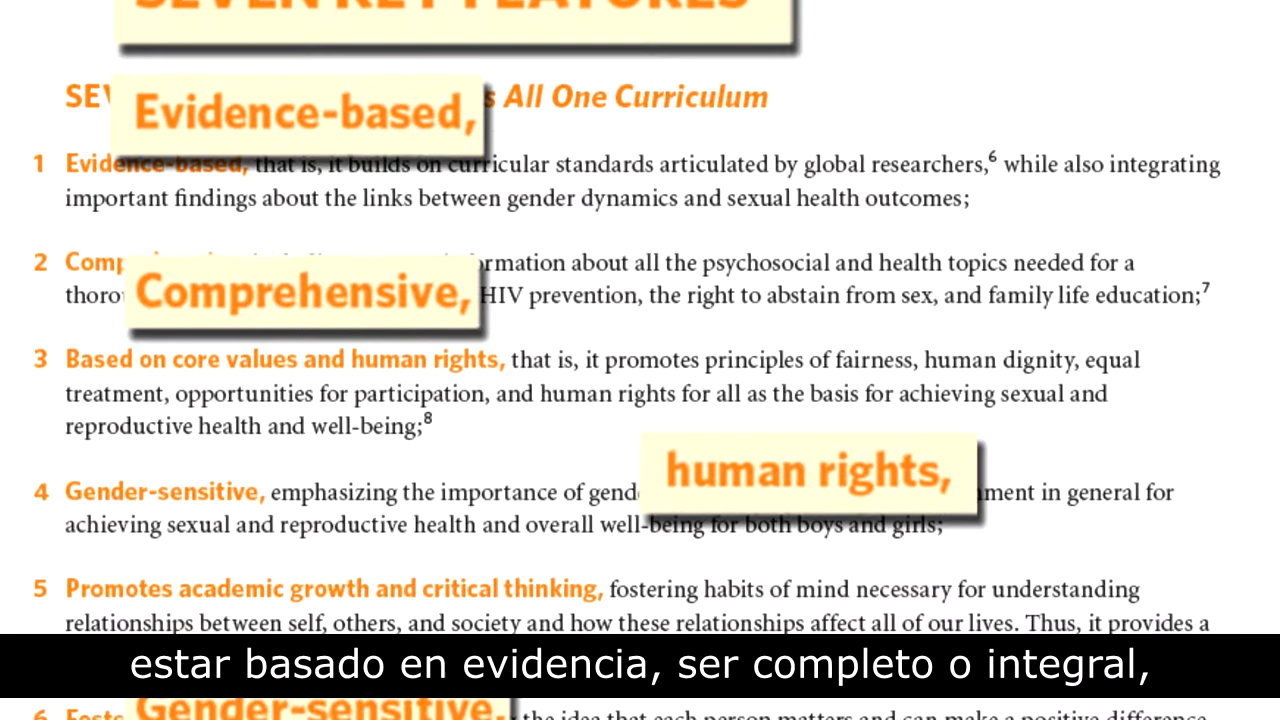 SEVEN KEY FEATURES
s All One Curriculum
Evidence-based,
1 Evidence-based, that is, it builds on curricular standards articulated by global researchers,6 while also integrating
important findings about the links between gender dynamics and sexual health outcomes;
2 information about all the psychosocial and health topics needed for a
Comprehensive,
HIV prevention, the right to abstain from sex, and family life education;7
3 Based on core values and human rights, that is, it promotes principles of fairness, human dignity, equal
treatment, opportunities for participation, and human rights for all as the basis for achieving sexual and
reproductive health and well-being;8
human rights,
4 Gender-sensitive, emphasizing the importance of in general for
achieving sexual and reproductive health and overall well-being for both boys and girls;
5 Promotes academic growth and critical thinking, fostering habits of mind necessary for understanding
relationships between self, others, and society and how these relationships affect all of our lives. Thus, it provides a
estar basado en evidencia, ser completo o integral,
Gender-sensitive,
6 the idea that each person matters and can make a positive difference